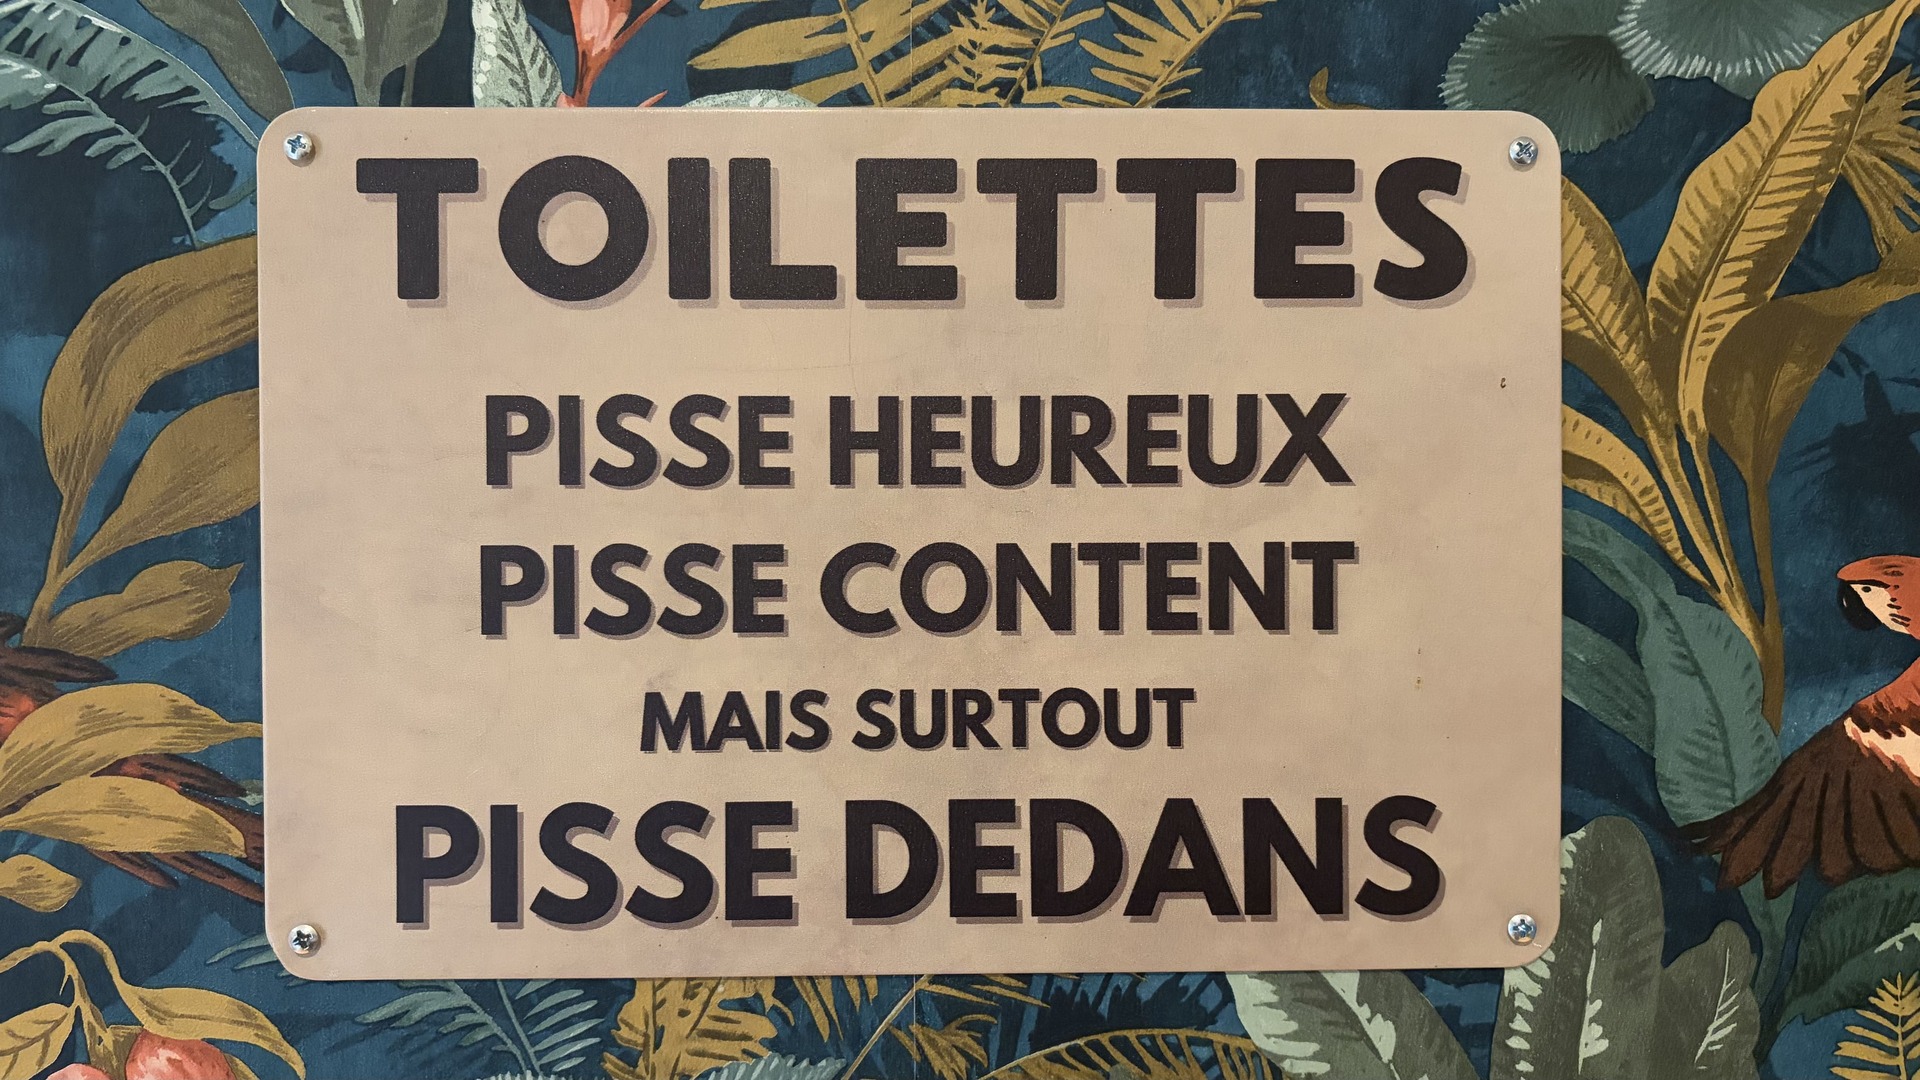 TOILETTES
PISSE HEUREUX
PISSE CONTENT
MAIS SURTOUT
PISSE DEDANS